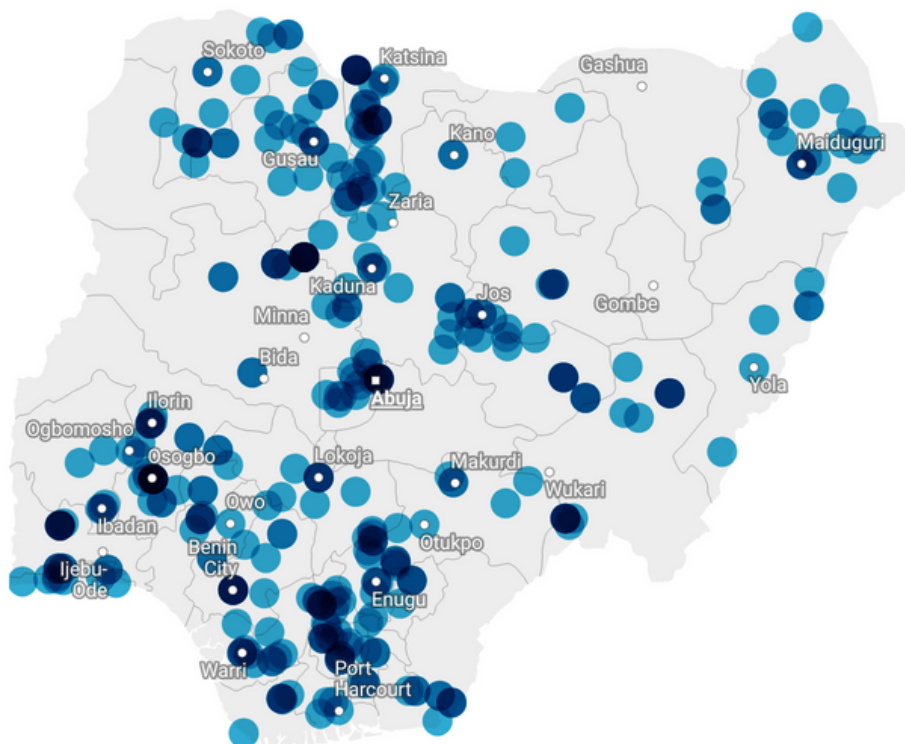 Sokoto
Katsina
Gashua
Kano
Maiduguri
Gusau
Zaria
Kaduna
Jos
Gombe
Minna
Bida
Yola
Abuja
Ilorin
Ogbomosho
Osogbo
Lokoja
Makurdi
Wukari
Owo
Ibadan
Otukpo
Benin
City
Ijebu-
Ode
Enugu
Warri
Port
Harcourt